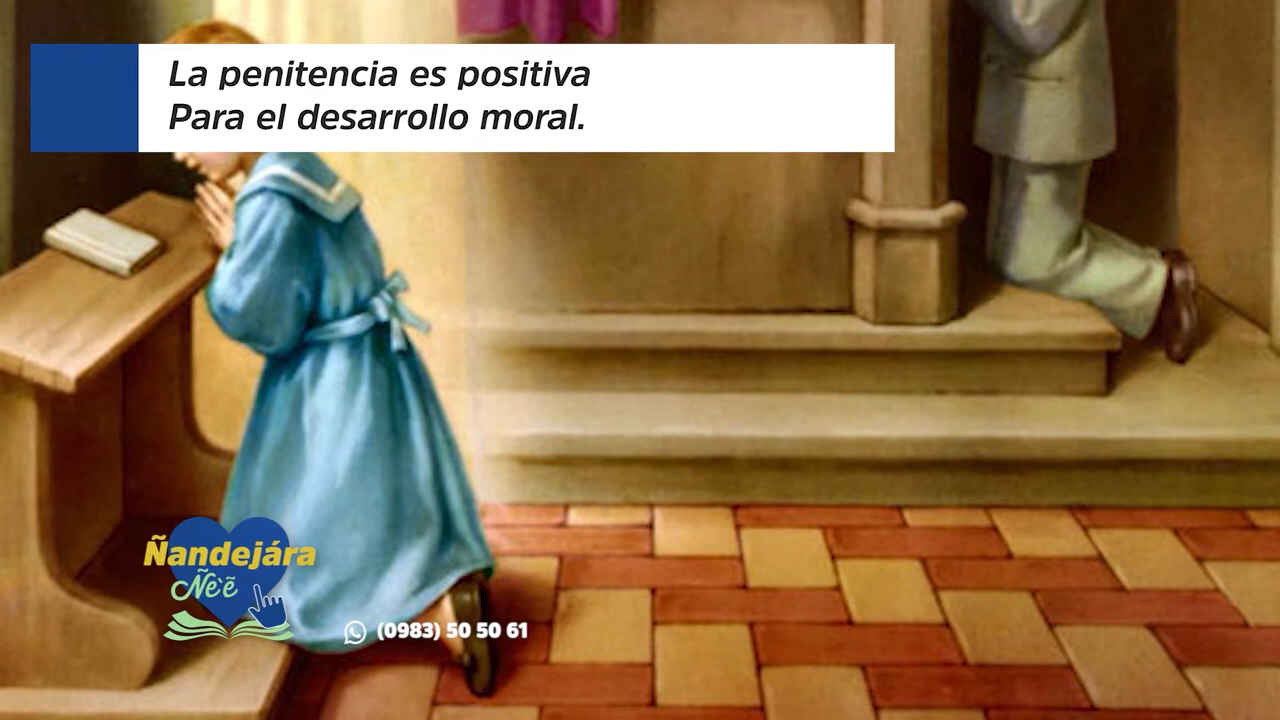 La penitencia es positiva
Para el desarrollo moral.
Ñandejára
Ñe'ẽ
(0983) 50 50 61